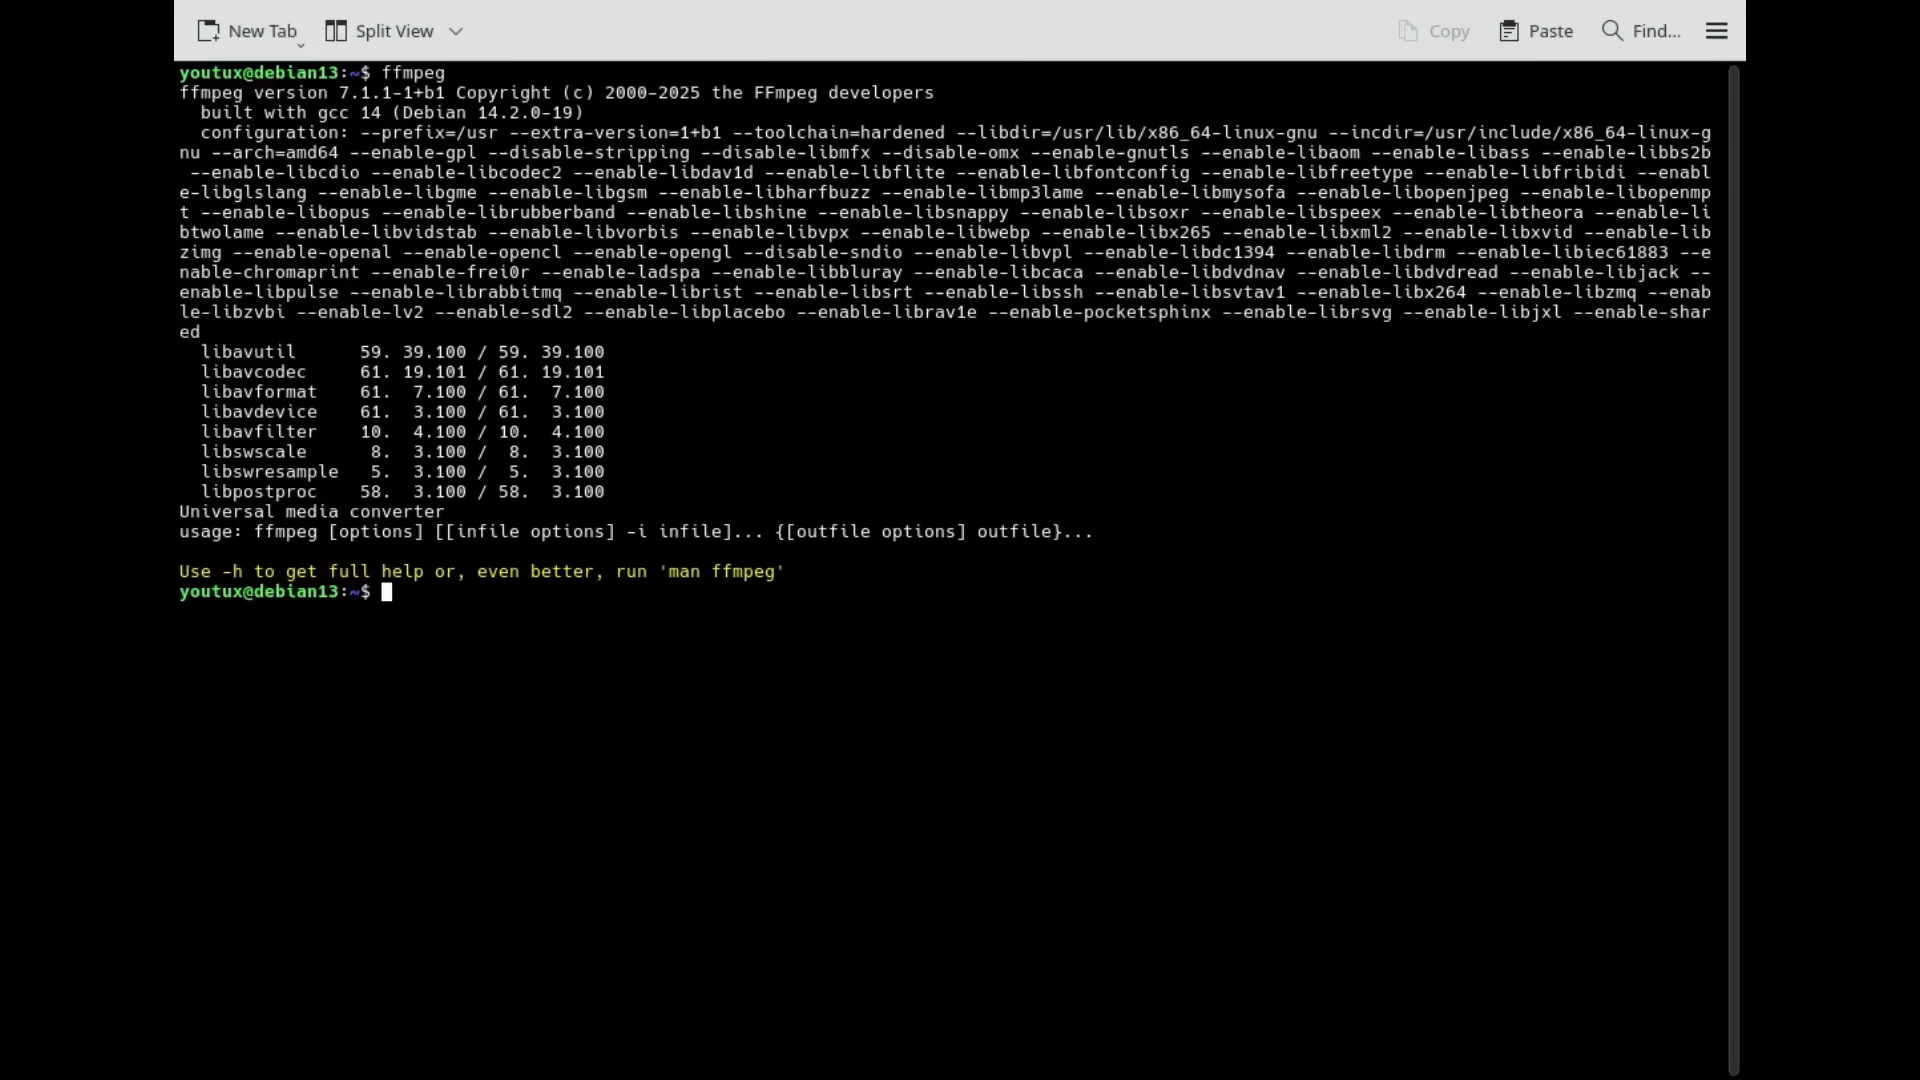 New Tab Split View Copy Paste Find...
youtux@debian13:~$ ffmpeg
ffmpeg version 7.1.1-1+b1 Copyright (c) 2000-2025 the FFmpeg developers
  built with gcc 14 (Debian 14.2.0-19)
  configuration: --prefix=/usr --extra-version=1+b1 --toolchain=hardened --libdir=/usr/lib/x86_64-linux-gnu --incdir=/usr/include/x86_64-linux-g
nu --arch=amd64 --enable-gpl --disable-stripping --disable-libmfx --disable-omx --enable-gnutls --enable-libaom --enable-libass --enable-libbs2b
 --enable-libcdio --enable-libcodec2 --enable-libdav1d --enable-libflite --enable-libfontconfig --enable-libfreetype --enable-libfribidi --enabl
e-libglslang --enable-libgme --enable-libgsm --enable-libharfbuzz --enable-libmp3lame --enable-libmysofa --enable-libopenjpeg --enable-libopenmp
t --enable-libopus --enable-librubberband --enable-libshine --enable-libsnappy --enable-libsoxr --enable-libspeex --enable-libtheora --enable-li
btwolame --enable-libvidstab --enable-libvorbis --enable-libvpx --enable-libwebp --enable-libx265 --enable-libxml2 --enable-libxvid --enable-lib
zimg --enable-openal --enable-opencl --enable-opengl --disable-sndio --enable-libvpl --enable-libdc1394 --enable-libdrm --enable-libiec61883 --e
nable-chromaprint --enable-frei0r --enable-ladspa --enable-libbluray --enable-libcaca --enable-libdvdnav --enable-libdvdread --enable-libjack --
enable-libpulse --enable-librabbitmq --enable-librist --enable-libsrt --enable-libssh --enable-libsvtav1 --enable-libx264 --enable-libzmq --enab
le-libzvbi --enable-lv2 --enable-sdl2 --enable-libplacebo --enable-librav1e --enable-pocketsphinx --enable-librsvg --enable-libjxl --enable-shar
ed
  libavutil      59. 39.100 / 59. 39.100
  libavcodec     61. 19.101 / 61. 19.101
  libavformat    61.  7.100 / 61.  7.100
  libavdevice    61.  3.100 / 61.  3.100
  libavfilter    10.  4.100 / 10.  4.100
  libswscale      8.  3.100 /  8.  3.100
  libswresample   5.  3.100 /  5.  3.100
  libpostproc    58.  3.100 / 58.  3.100
Universal media converter
usage: ffmpeg [options] [[infile options] -i infile]... {[outfile options] outfile}...
Use -h to get full help or, even better, run 'man ffmpeg'
youtux@debian13:~$